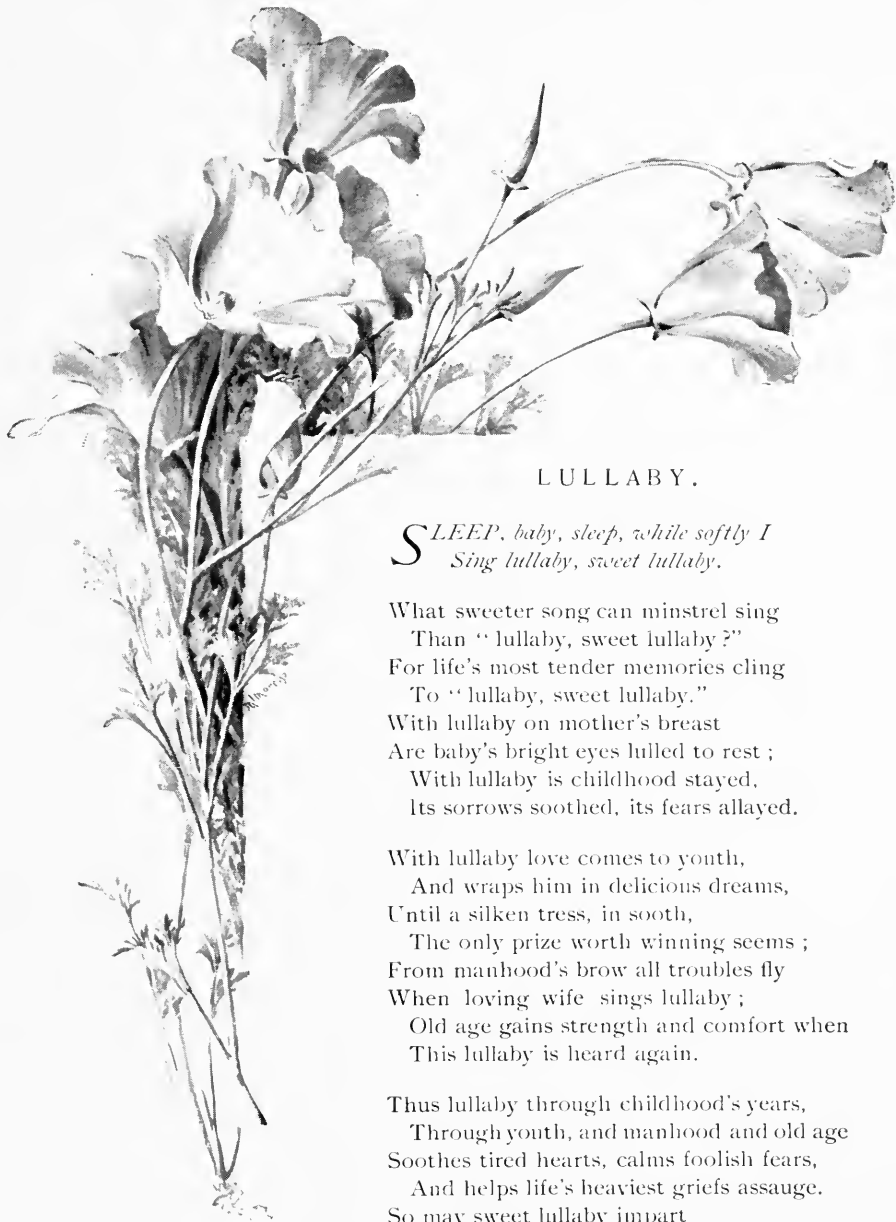 LULLABY.
SLEEP, baby, sleep, while softly I
Sing lullaby, sweet lullaby.
What sweeter song can minstrel sing
Than “ lullaby, sweet lullaby ?”
For life's most tender memories cling
To “ lullaby, sweet lullaby.”
With lullaby on mother's breast
Are baby's bright eyes lulled to rest ;
With lullaby is childhood stayed,
Its sorrows soothed, its fears allayed.
With lullaby love comes to youth,
And wraps him in delicious dreams,
Until a silken tress, in sooth,
The only prize worth winning seems ;
From manhood's brow all troubles fly
When loving wife sings lullaby ;
Old age gains strength and comfort when
This lullaby is heard again.
Thus lullaby through childhood's years,
Through youth, and manhood and old age
Soothes tired hearts, calms foolish fears,
And helps life's heaviest griefs assauge.
So may sweet lullaby impart